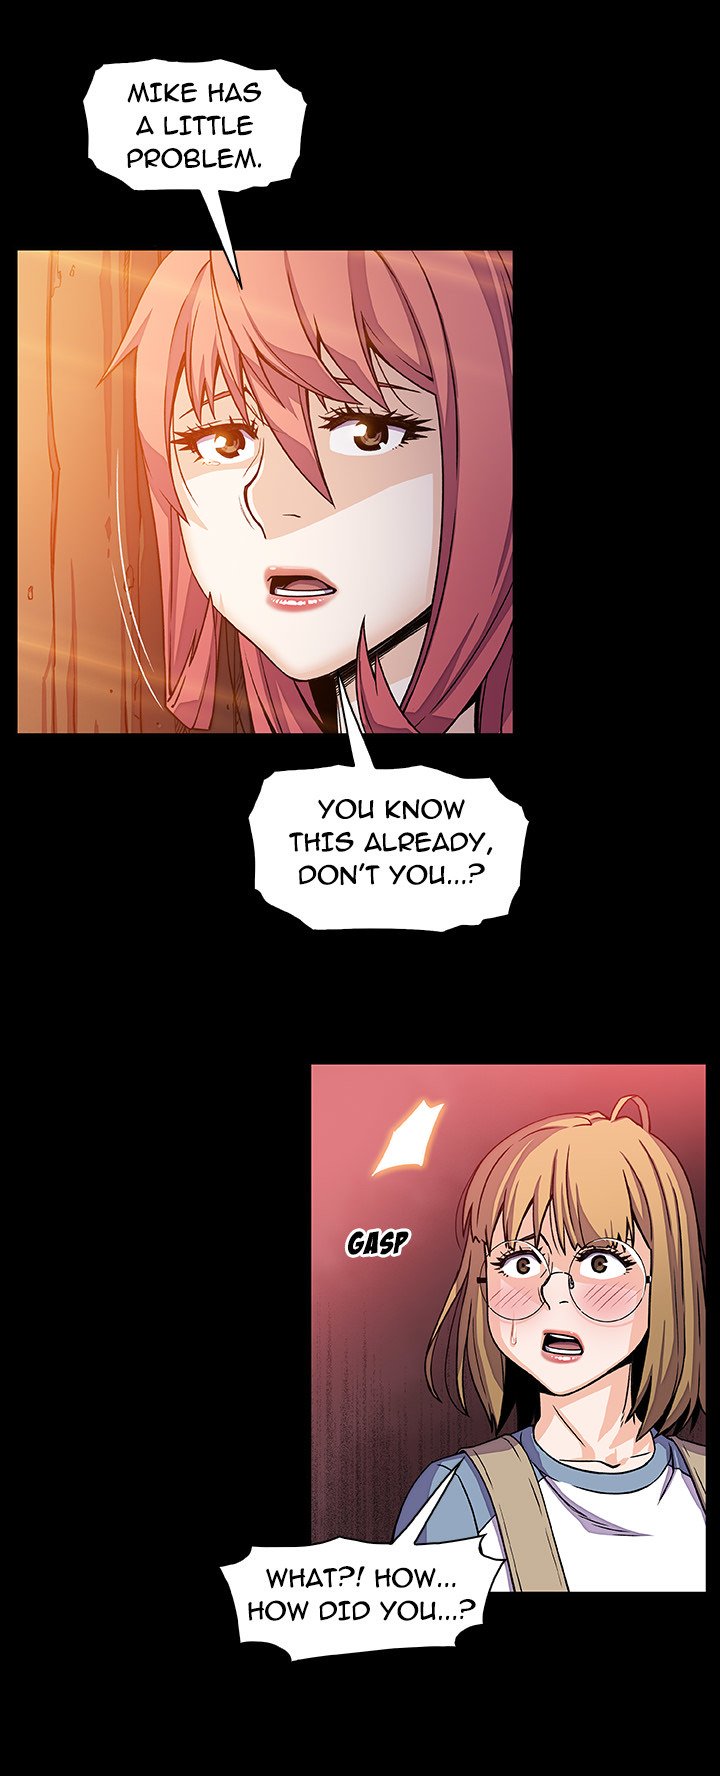 MIKE HAS
A LITTLE
PROBLEM.
YOU KNOW
THIS ALREADY,
DON'T YOU...?
GASP
WHAT?! HOW...
HOW DID YOU...?